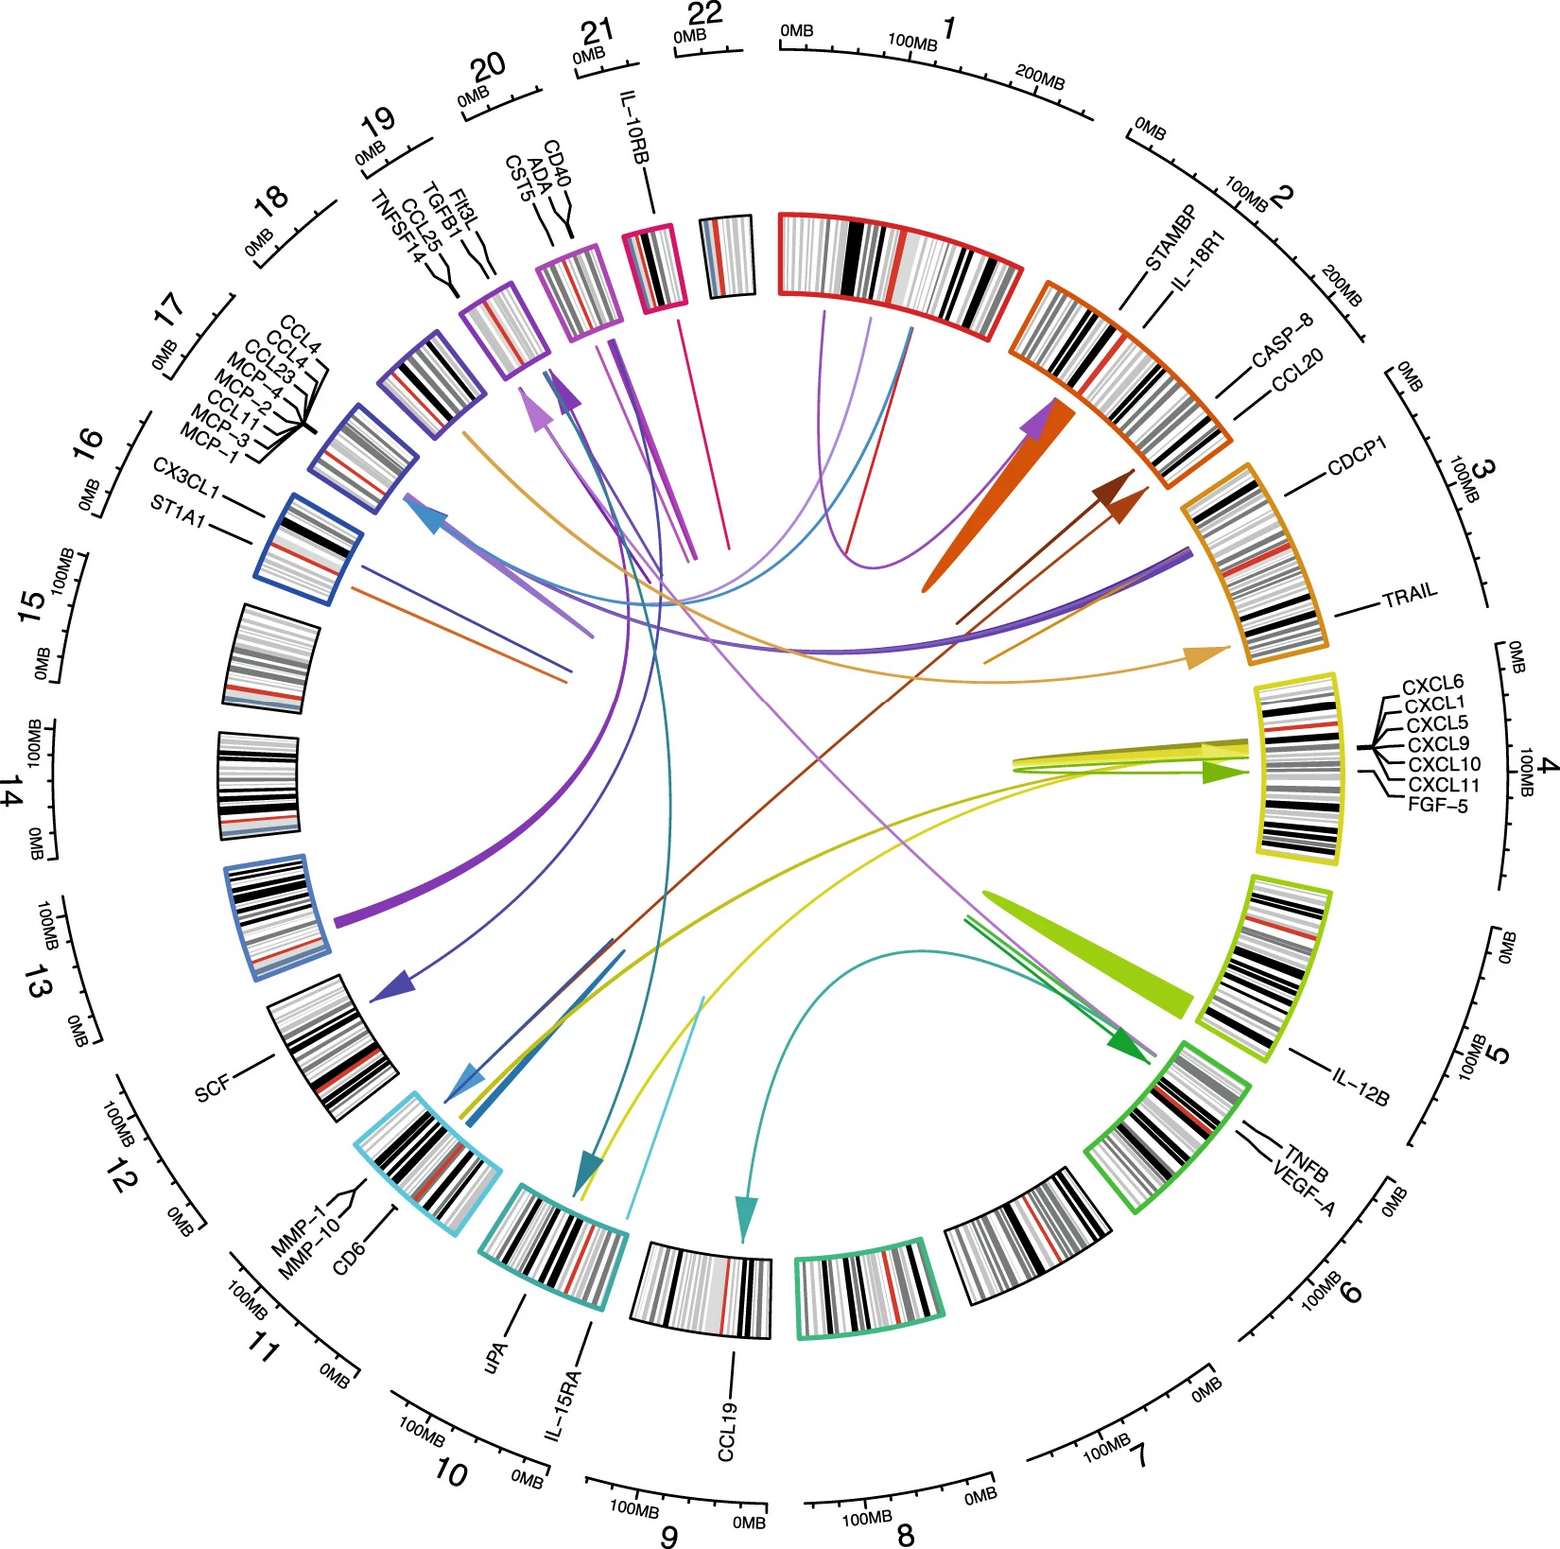 1
0MB
100MB
200MB
2
0MB
100MB
200MB
STAMBP
IL-18R1
CASP-8
CCL20
3
0MB
100MB
CDCP1
TRAIL
4
0MB
100MB
CXCL6
CXCL1
CXCL5
CXCL9
CXCL10
CXCL11
FGF-5
5
0MB
100MB
IL-12B
6
0MB
100MB
TNFB
VEGF-A
7
0MB
100MB
8
0MB
100MB
9
0MB
100MB
CCL19
10
0MB
100MB
IL-15RA
uPA
11
0MB
100MB
CD6
MMP-10
MMP-1
12
0MB
100MB
SCF
13
0MB
100MB
14
0MB
100MB
15
0MB
100MB
16
0MB
ST1A1
CX3CL1
17
0MB
MCP-1
MCP-3
CCL11
MCP-2
MCP-4
CCL23
CCL4
CCL4
18
0MB
19
0MB
TNFSF14
CCL25
TGFB1
Flt3L
20
0MB
CST5
ADA
CD40
21
0MB
IL-10RB
22
0MB